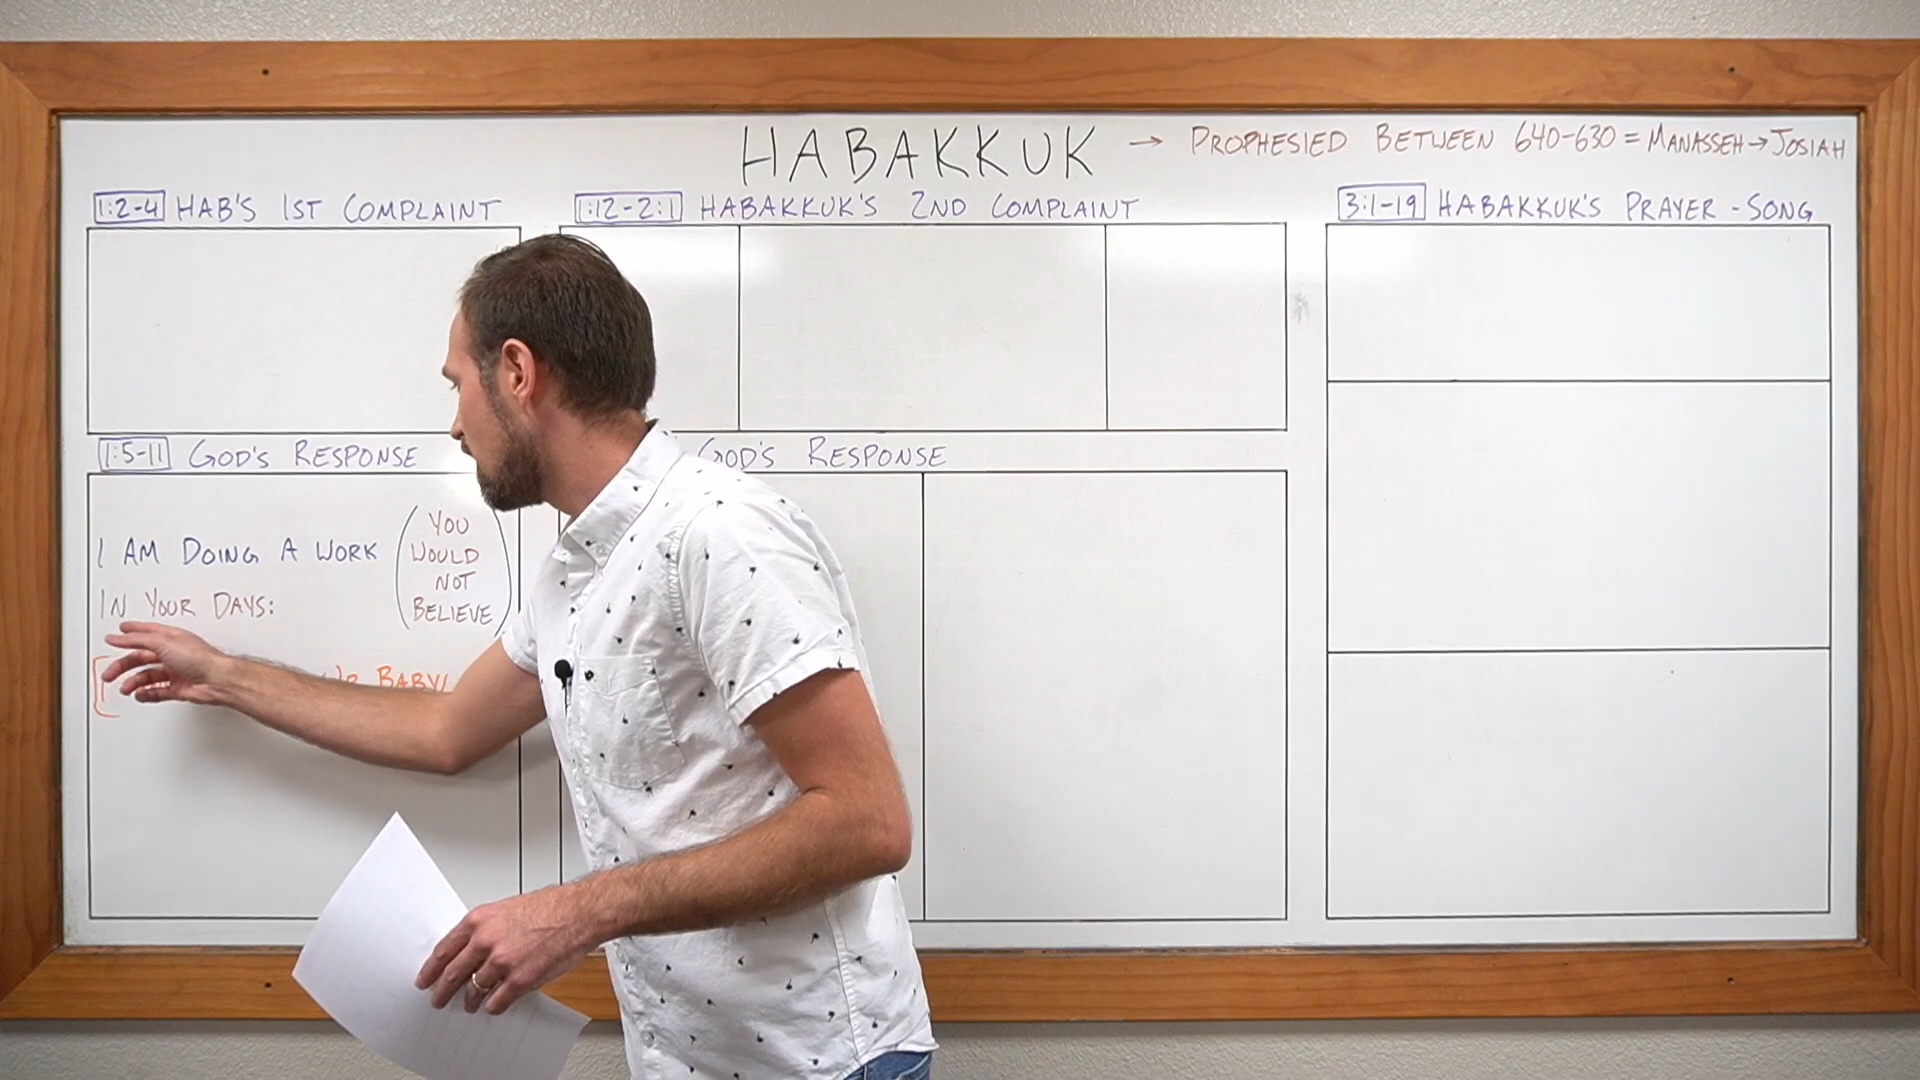 HABAKKUK → PROPHESIED BETWEEN 640-630 = MANASSEH → JOSIAH
1:2-4 HAB'S 1ST COMPLAINT
1:12-2:1 HABAKKUK'S 2ND COMPLAINT
3:1-19 HABAKKUK'S PRAYER - SONG
1:5-11 GOD'S RESPONSE
GOD'S RESPONSE
I AM DOING A WORK
IN YOUR DAYS:
(YOU
WOULD
NOT
BELIEVE)